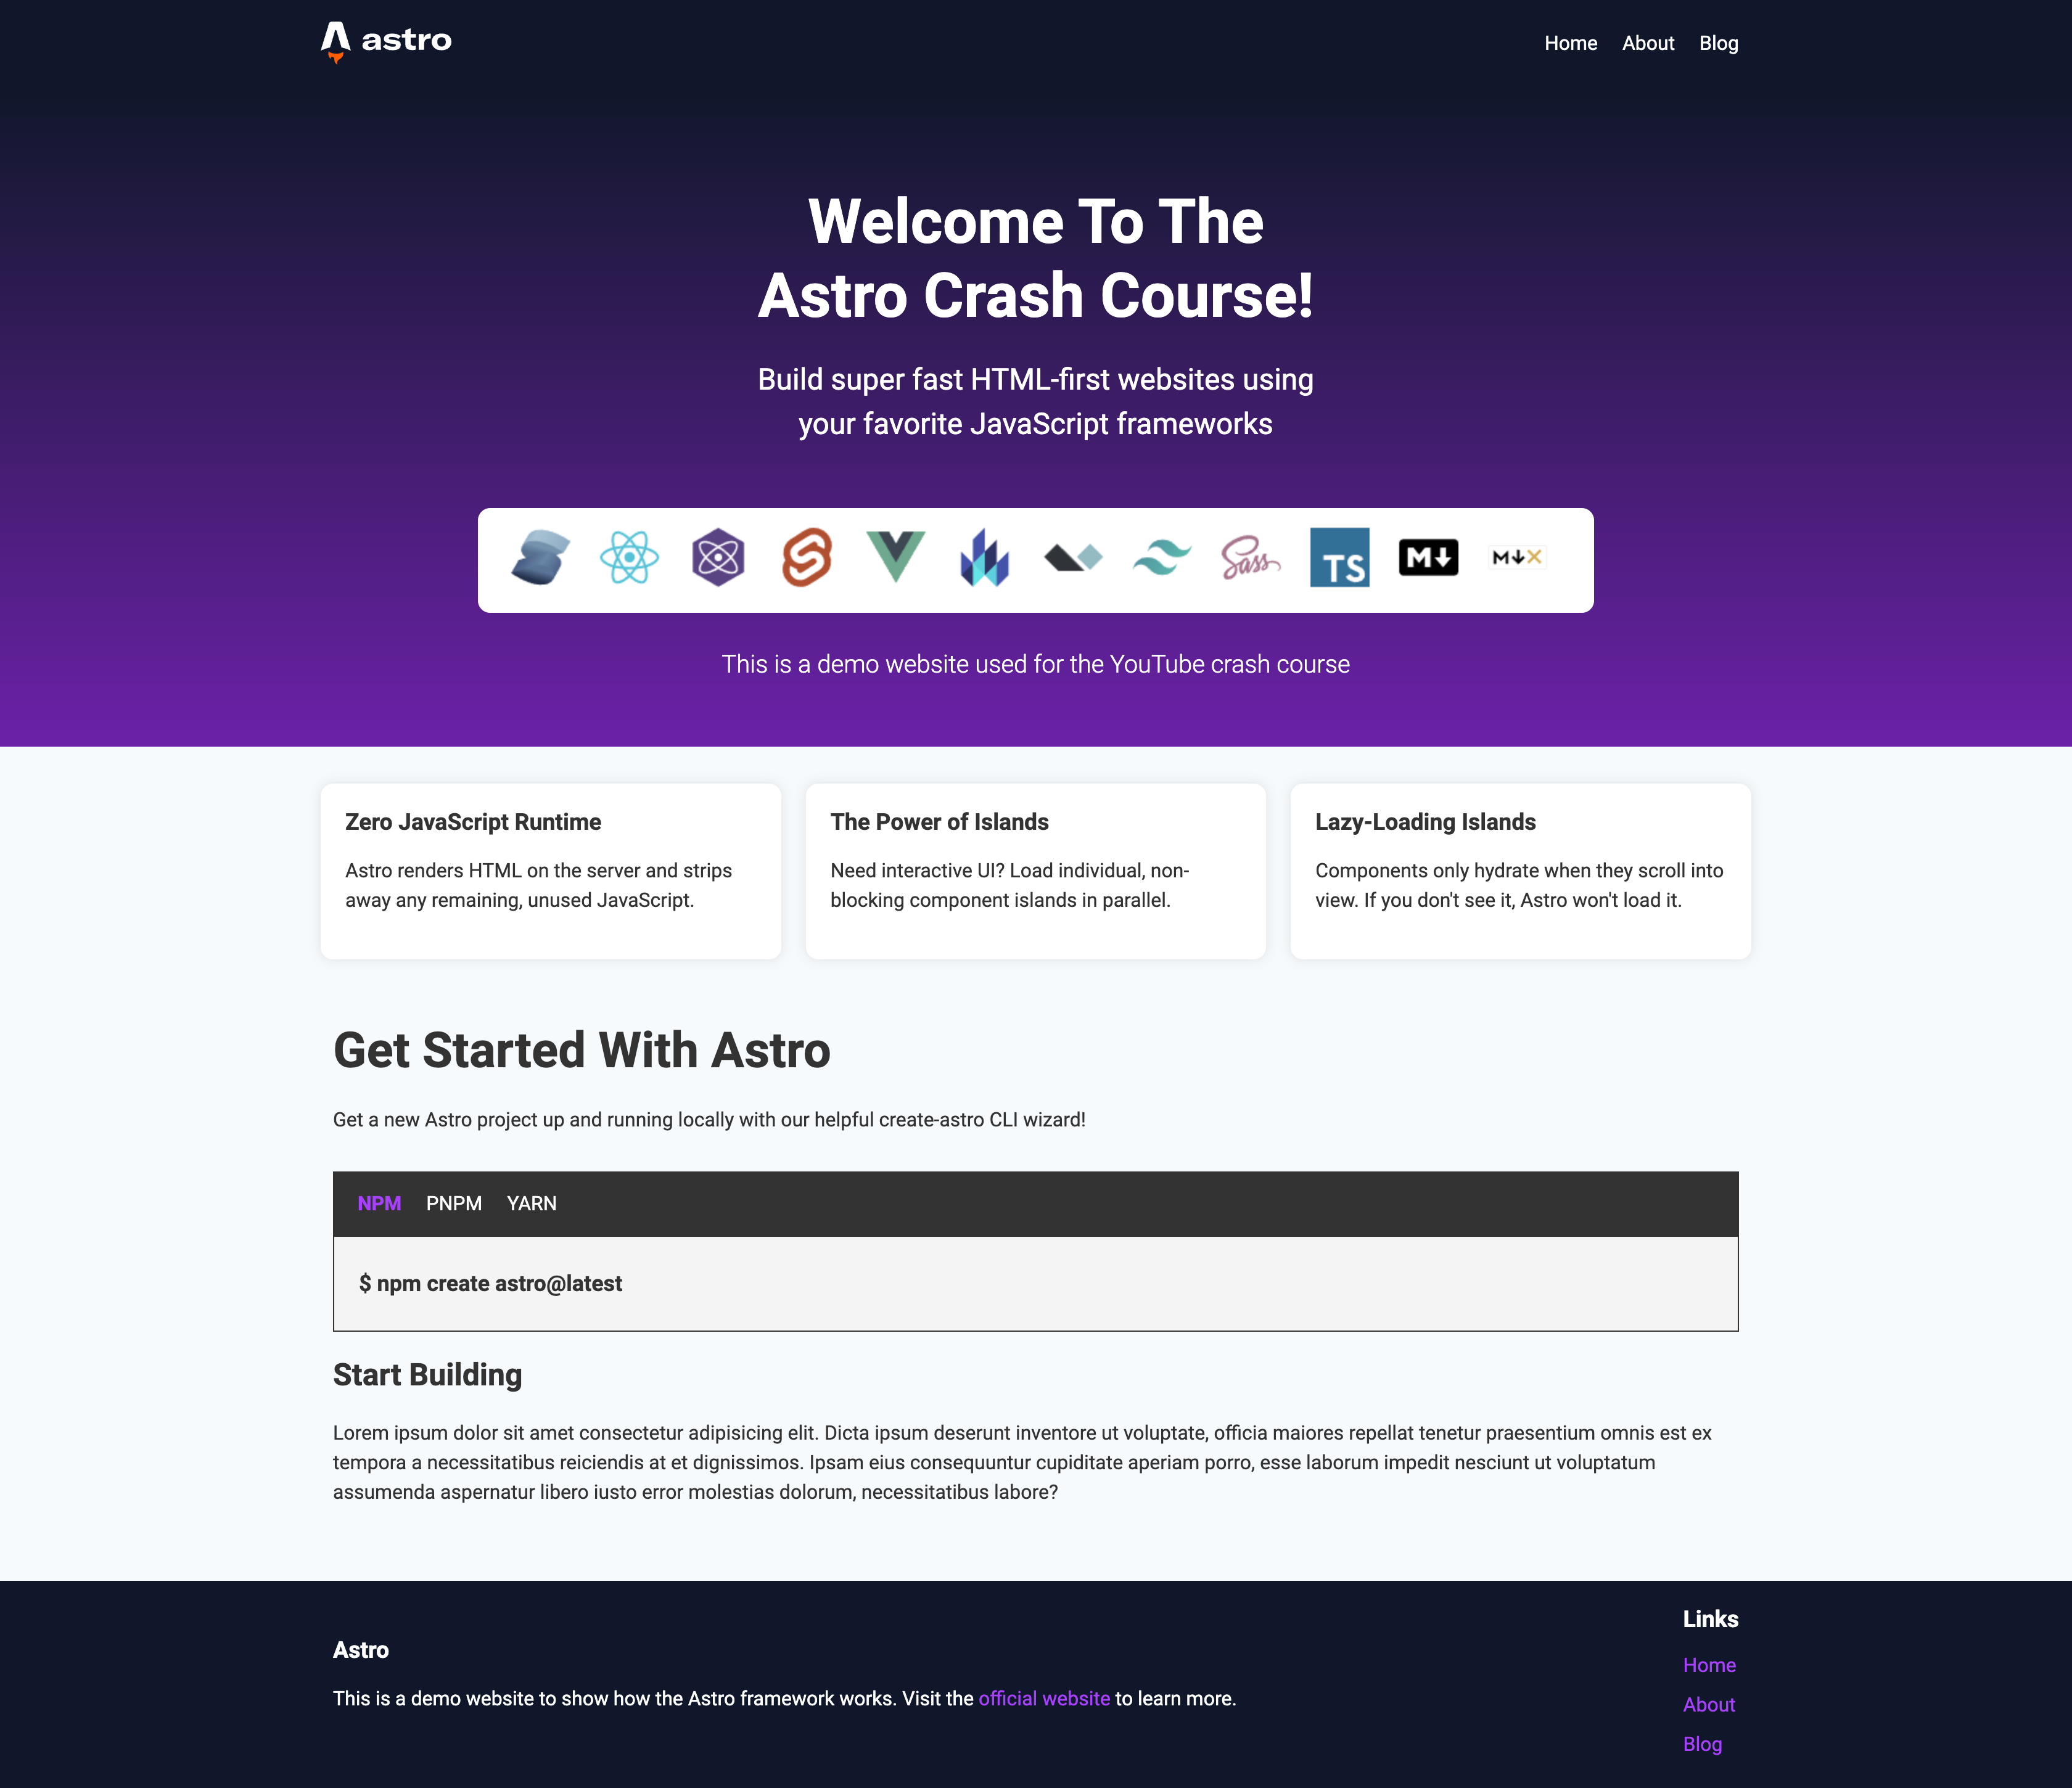 astro
Home About Blog
Welcome To The
Astro Crash Course!
Build super fast HTML-first websites using
your favorite JavaScript frameworks
Sass TS M↓ M↓X
This is a demo website used for the YouTube crash course
Zero JavaScript Runtime
Astro renders HTML on the server and strips
away any remaining, unused JavaScript.
The Power of Islands
Need interactive UI? Load individual, non-
blocking component islands in parallel.
Lazy-Loading Islands
Components only hydrate when they scroll into
view. If you don't see it, Astro won't load it.
Get Started With Astro
Get a new Astro project up and running locally with our helpful create-astro CLI wizard!
NPM PNPM YARN
$ npm create astro@latest
Start Building
Lorem ipsum dolor sit amet consectetur adipisicing elit. Dicta ipsum deserunt inventore ut voluptate, officia maiores repellat tenetur praesentium omnis est ex
tempora a necessitatibus reiciendis at et dignissimos. Ipsam eius consequuntur cupiditate aperiam porro, esse laborum impedit nesciunt ut voluptatum
assumenda aspernatur libero iusto error molestias dolorum, necessitatibus labore?
Astro
This is a demo website to show how the Astro framework works. Visit the official website to learn more.
Links
Home
About
Blog